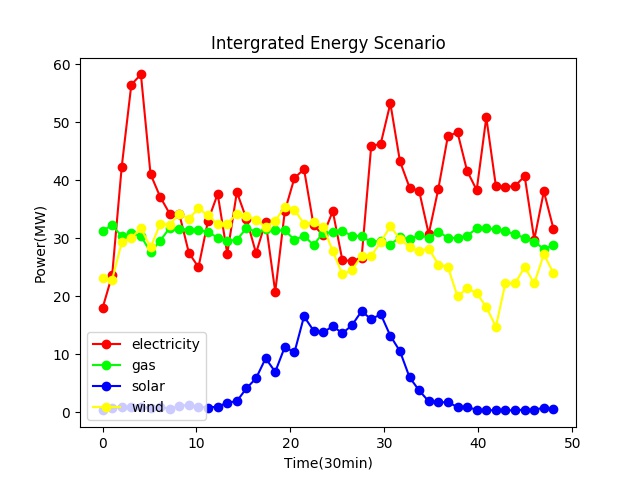 Intergrated Energy Scenario
60
50
40
30
20
10
0
Power(MW)
electricity
gas
solar
wind
0 10 20 30 40 50
Time(30min)